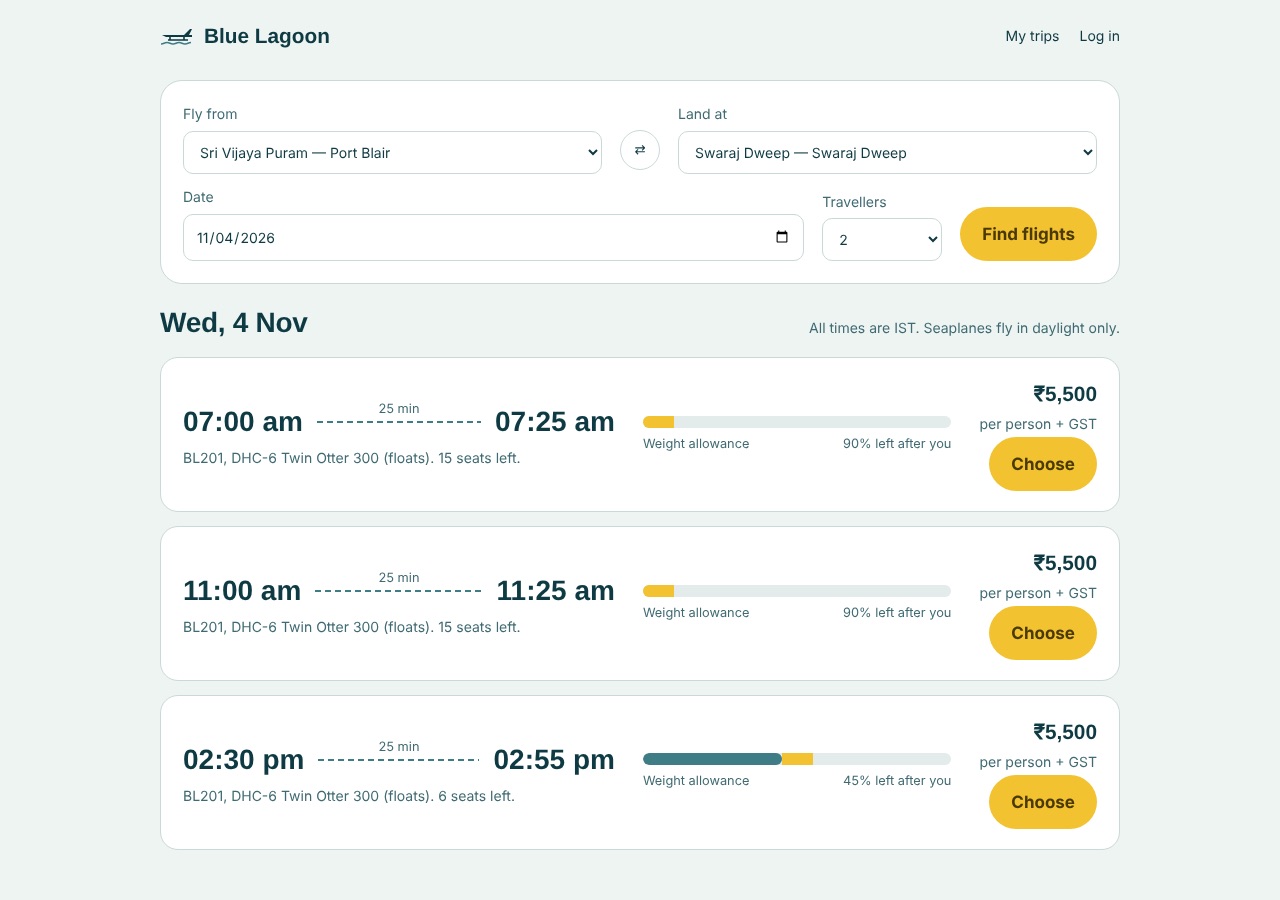 Blue Lagoon
My trips
Log in
Fly from
Land at
Sri Vijaya Puram — Port Blair
⇄
Swaraj Dweep — Swaraj Dweep
Date
Travellers
11/04/2026
2
Find flights
Wed, 4 Nov
All times are IST. Seaplanes fly in daylight only.
07:00 am
25 min
07:25 am
BL201, DHC-6 Twin Otter 300 (floats). 15 seats left.
Weight allowance
90% left after you
₹5,500
per person + GST
Choose
11:00 am
25 min
11:25 am
BL201, DHC-6 Twin Otter 300 (floats). 15 seats left.
Weight allowance
90% left after you
₹5,500
per person + GST
Choose
02:30 pm
25 min
02:55 pm
BL201, DHC-6 Twin Otter 300 (floats). 6 seats left.
Weight allowance
45% left after you
₹5,500
per person + GST
Choose